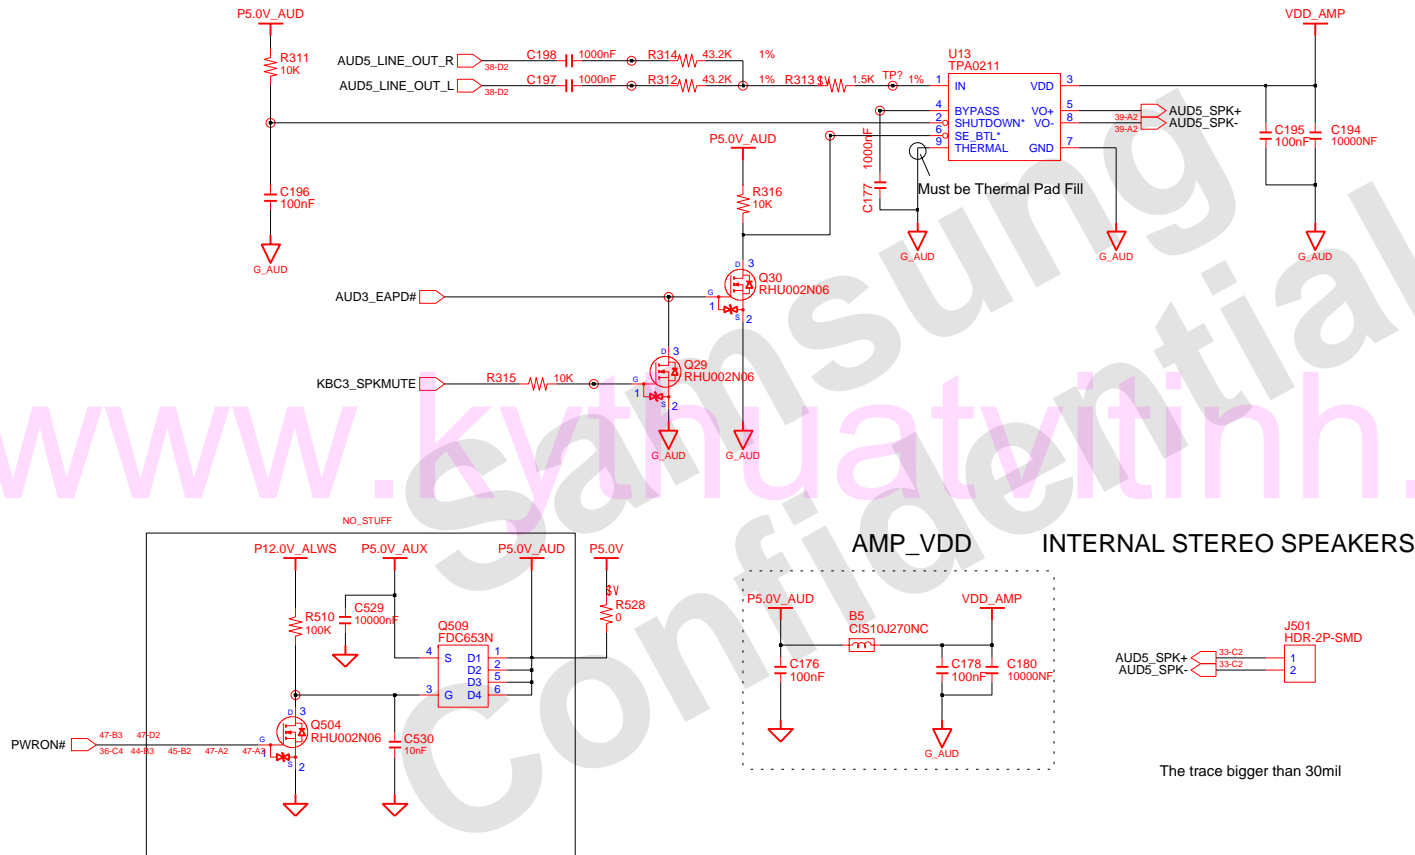 P5.0V_AUD
VDD_AMP
R311
10K
AUD5_LINE_OUT_R
38-D2
C198
1000nF
R314
43.2K
1%
AUD5_LINE_OUT_L
38-D2
C197
1000nF
R312
43.2K
1%
R313
1.5K
TP?
1%
U13
TPA0211
1
IN
VDD
3
4
BYPASS
VO+
5
2
SHUTDOWN*
VO-
8
6
SE_BTL*
9
THERMAL
GND
7
39-A2
AUD5_SPK+
39-A2
AUD5_SPK-
C195
100nF
C194
10000NF
1000nF
C177
Must be Thermal Pad Fill
P5.0V_AUD
R316
10K
C196
100nF
G_AUD
G_AUD
G_AUD
G_AUD
D
3
Q30
RHU002N06
G
1
S
2
AUD3_EAPD#
D
3
Q29
RHU002N06
G
1
S
2
KBC3_SPKMUTE
R315
10K
G_AUD
G_AUD
Samsung
Confidential
www.kythuatvitinh.
NO_STUFF
P12.0V_ALWS
P5.0V_AUX
P5.0V_AUD
P5.0V
R510
100K
C529
10000nF
Q509
FDC653N
4
S
D1
1
D2
2
D3
5
3
G
D4
6
R528
0
D
3
Q504
RHU002N06
G
1
S
2
C530
10nF
PWRON#
47-B3
47-D2
36-C4
44-B3
45-B2
47-A2
47-A3
AMP_VDD
P5.0V_AUD
B5
CIS10J270NC
VDD_AMP
C176
100nF
C178
100nF
C180
10000NF
G_AUD
INTERNAL STEREO SPEAKERS
J501
HDR-2P-SMD
AUD5_SPK+
33-C2
1
AUD5_SPK-
33-C2
2
The trace bigger than 30mil